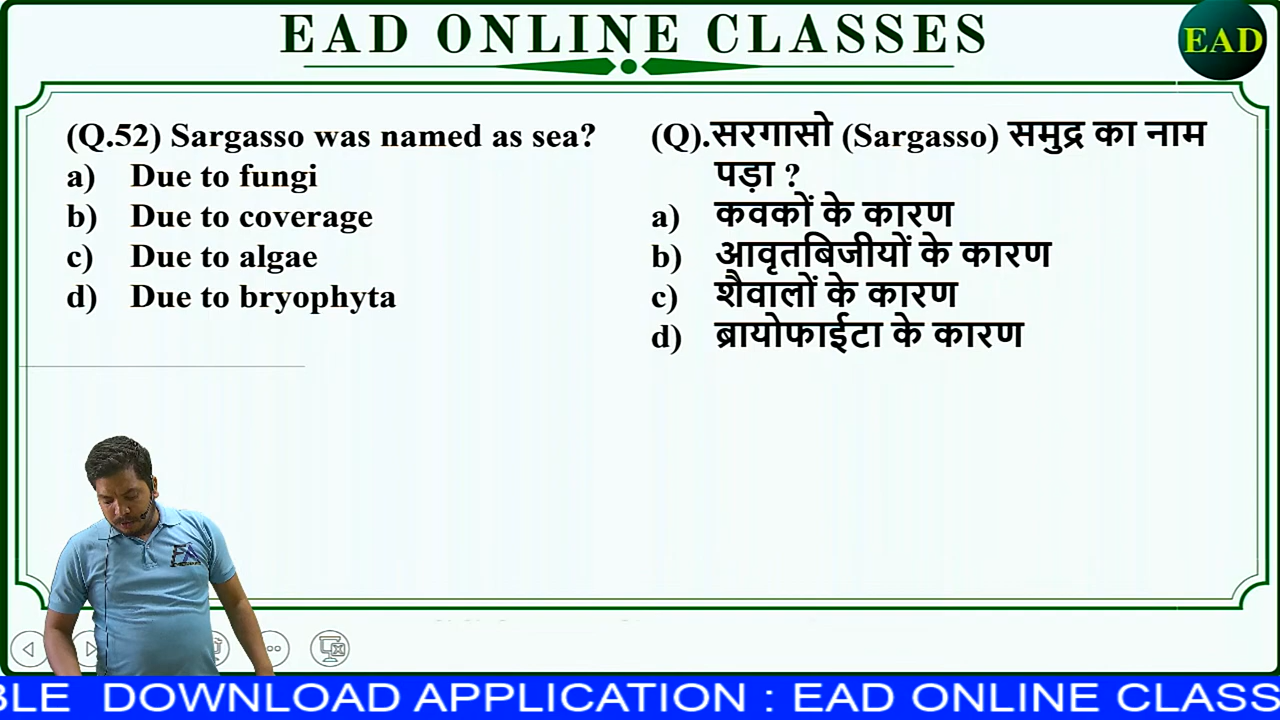 EAD ONLINE CLASSES
EAD
(Q.52) Sargasso was named as sea?
a) Due to fungi
b) Due to coverage
c) Due to algae
d) Due to bryophyta
(Q).सरगासो (Sargasso) समुद्र का नाम
पड़ा ?
a) कवकों के कारण
b) आवृतबिजीयों के कारण
c) शैवालों के कारण
d) ब्रायोफाईटा के कारण
BLE DOWNLOAD APPLICATION : EAD ONLINE CLASS